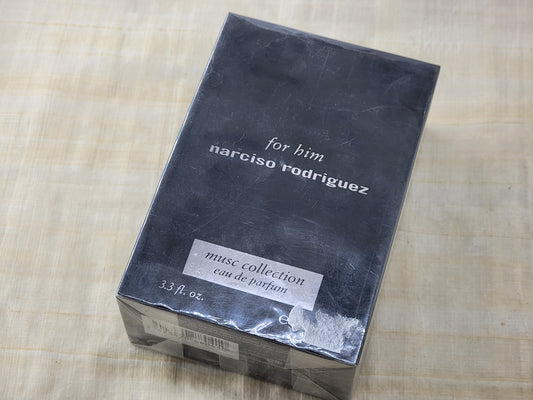 for him
narciso rodriguez
musc collection
eau de parfum
3.3 fl. oz.
e